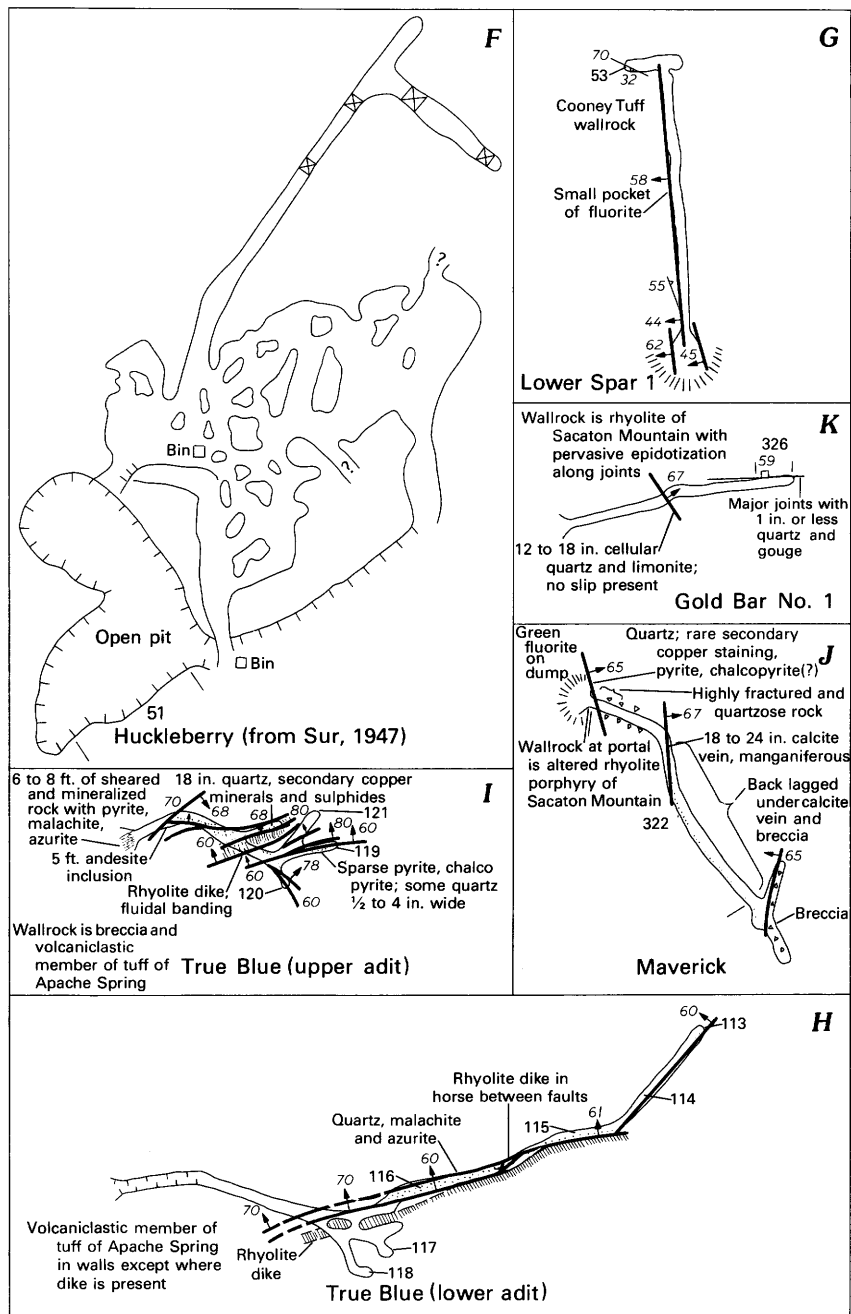 F
?
Bin
?
Open pit
Bin
51
Huckleberry (from Sur, 1947)
G
70
53
32
Cooney Tuff
wallrock
58
Small pocket
of fluorite
55
44
62
45
Lower Spar 1
K
Wallrock is rhyolite of
Sacaton Mountain with
pervasive epidotization
along joints
326
59
67
Major joints with
1 in. or less
quartz and
gouge
12 to 18 in. cellular
quartz and limonite;
no slip present
Gold Bar No. 1
J
Green
fluorite
on
dump
Quartz; rare secondary
copper staining,
pyrite, chalcopyrite(?)
65
Highly fractured and
quartzose rock
67
18 to 24 in. calcite
vein, manganiferous
Wallrock at portal
is altered rhyolite
porphyry of
Sacaton Mountain
322
Back lagged
under calcite
vein and
breccia
65
Breccia
Maverick
I
6 to 8 ft. of sheared
and mineralized
rock with pyrite,
malachite,
azurite
18 in. quartz, secondary copper
minerals and sulphides
70
68
68
80
121
80
60
119
5 ft. andesite
inclusion
60
60
78
Rhyolite dike,
fluidal banding
120
60
Sparse pyrite, chalco
pyrite; some quartz
½ to 4 in. wide
Wallrock is breccia and
volcaniclastic
member of tuff of
Apache Spring
True Blue (upper adit)
H
60
113
114
Rhyolite dike in
horse between faults
61
115
Quartz, malachite
and azurite
60
116
70
70
Volcaniclastic member of
tuff of Apache Spring
in walls except where
dike is present
Rhyolite
dike
117
118
True Blue (lower adit)